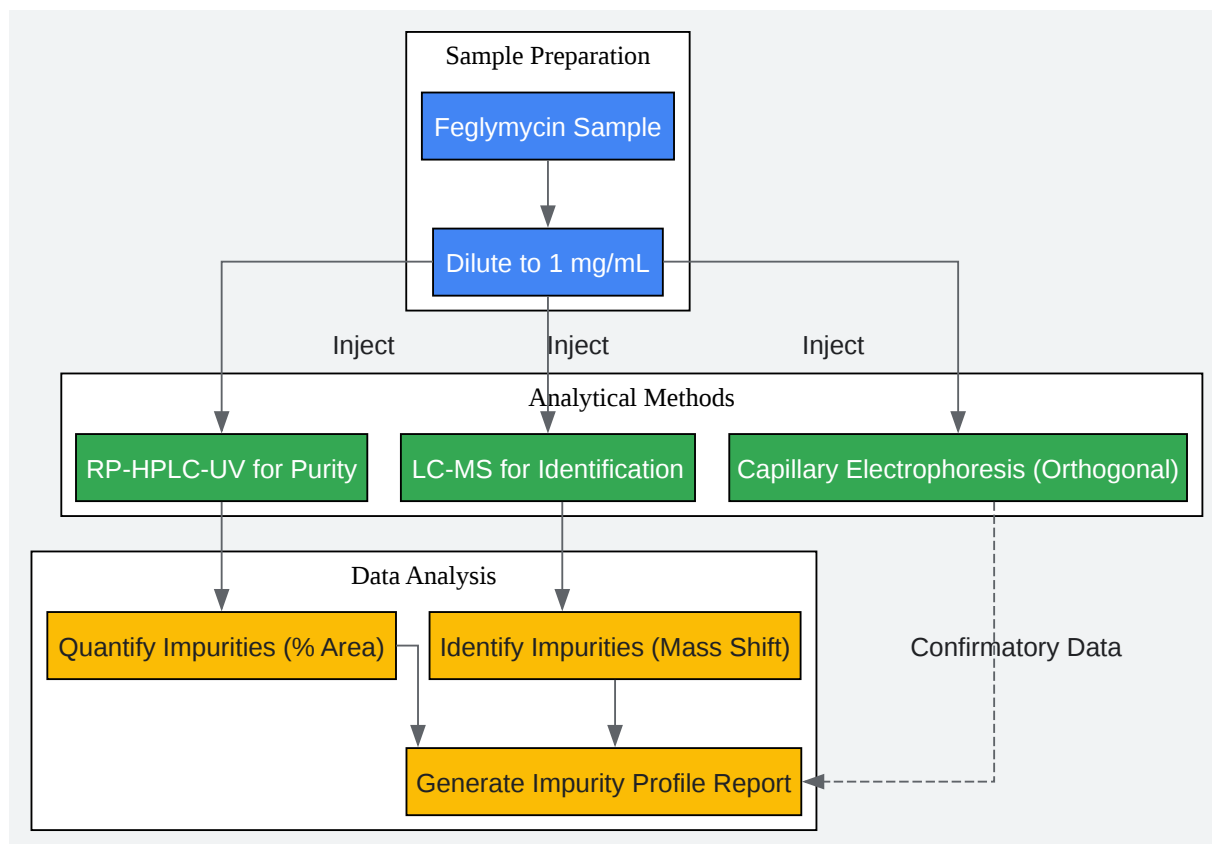 Sample Preparation
Feglymycin Sample
Dilute to 1 mg/mL
Inject
Inject
Inject
Analytical Methods
RP-HPLC-UV for Purity
LC-MS for Identification
Capillary Electrophoresis (Orthogonal)
Data Analysis
Quantify Impurities (% Area)
Identify Impurities (Mass Shift)
Confirmatory Data
Generate Impurity Profile Report